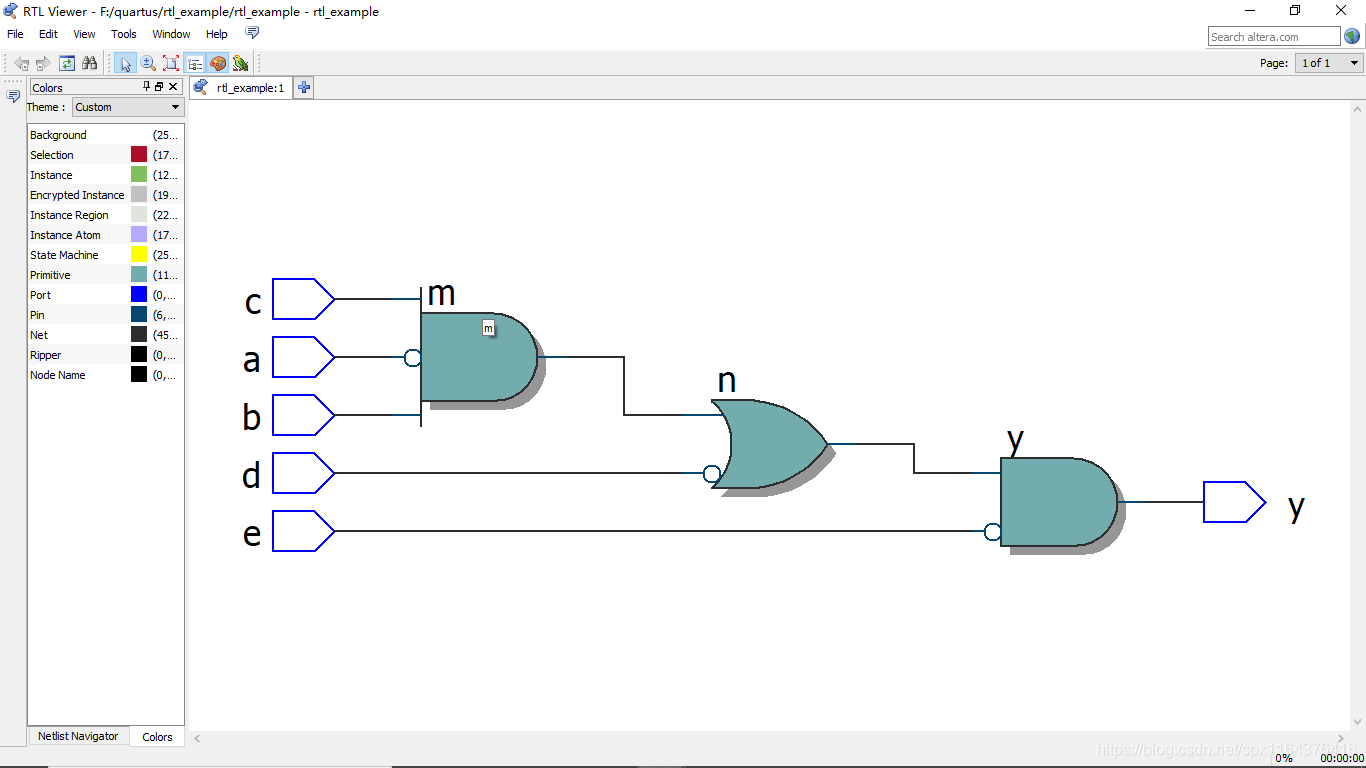 RTL Viewer - F:/quartus/rtl_example/rtl_example - rtl_example
File Edit View Tools Window Help
Search altera.com
Page: 1 of 1
Colors
rtl_example:1
Theme : Custom
Background (25...
Selection (17...
Instance (12...
Encrypted Instance (19...
Instance Region (22...
Instance Atom (17...
State Machine (25...
Primitive (11...
Port (0,...
Pin (6,...
Net (45...
Ripper (0,...
Node Name (0,...
c
m
m
a
b
n
d
y
e
y
Netlist Navigator Colors
0% 00:00:00